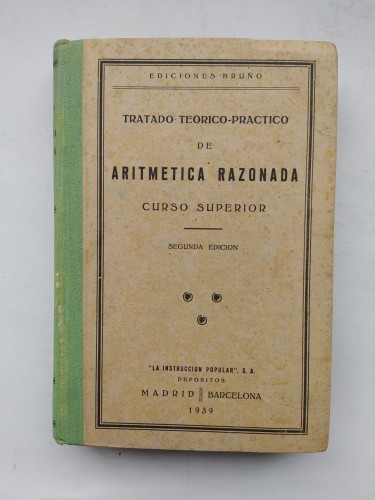 EDICIONES BRUÑO
TRATADO TEORICO-PRACTICO
DE
ARITMETICA RAZONADA
CURSO SUPERIOR
SEGUNDA EDICION
"LA INSTRUCCION POPULAR", S. A.
DEPOSITOS
MADRID BARCELONA
1939